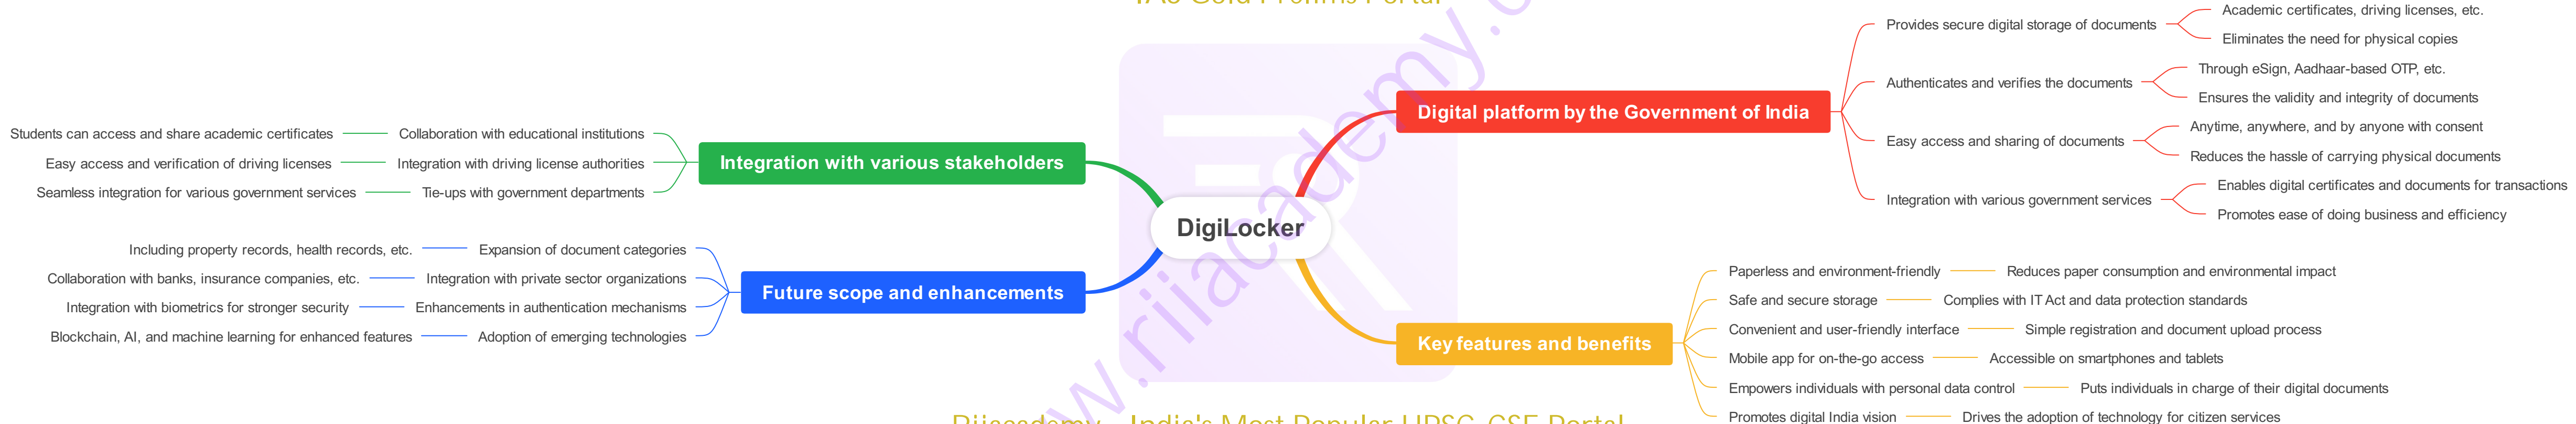 IAS Gold Prelims Portal
DigiLocker
Digital platform by the Government of India
Provides secure digital storage of documents
Academic certificates, driving licenses, etc.
Eliminates the need for physical copies
Authenticates and verifies the documents
Through eSign, Aadhaar-based OTP, etc.
Ensures the validity and integrity of documents
Easy access and sharing of documents
Anytime, anywhere, and by anyone with consent
Reduces the hassle of carrying physical documents
Integration with various government services
Enables digital certificates and documents for transactions
Promotes ease of doing business and efficiency
Key features and benefits
Paperless and environment-friendly
Reduces paper consumption and environmental impact
Safe and secure storage
Complies with IT Act and data protection standards
Convenient and user-friendly interface
Simple registration and document upload process
Mobile app for on-the-go access
Accessible on smartphones and tablets
Empowers individuals with personal data control
Puts individuals in charge of their digital documents
Promotes digital India vision
Drives the adoption of technology for citizen services
Integration with various stakeholders
Collaboration with educational institutions
Students can access and share academic certificates
Integration with driving license authorities
Easy access and verification of driving licenses
Tie-ups with government departments
Seamless integration for various government services
Future scope and enhancements
Expansion of document categories
Including property records, health records, etc.
Integration with private sector organizations
Collaboration with banks, insurance companies, etc.
Enhancements in authentication mechanisms
Integration with biometrics for stronger security
Adoption of emerging technologies
Blockchain, AI, and machine learning for enhanced features
w.rijacademy.
India's Most Popular UPSC-CSE Portal